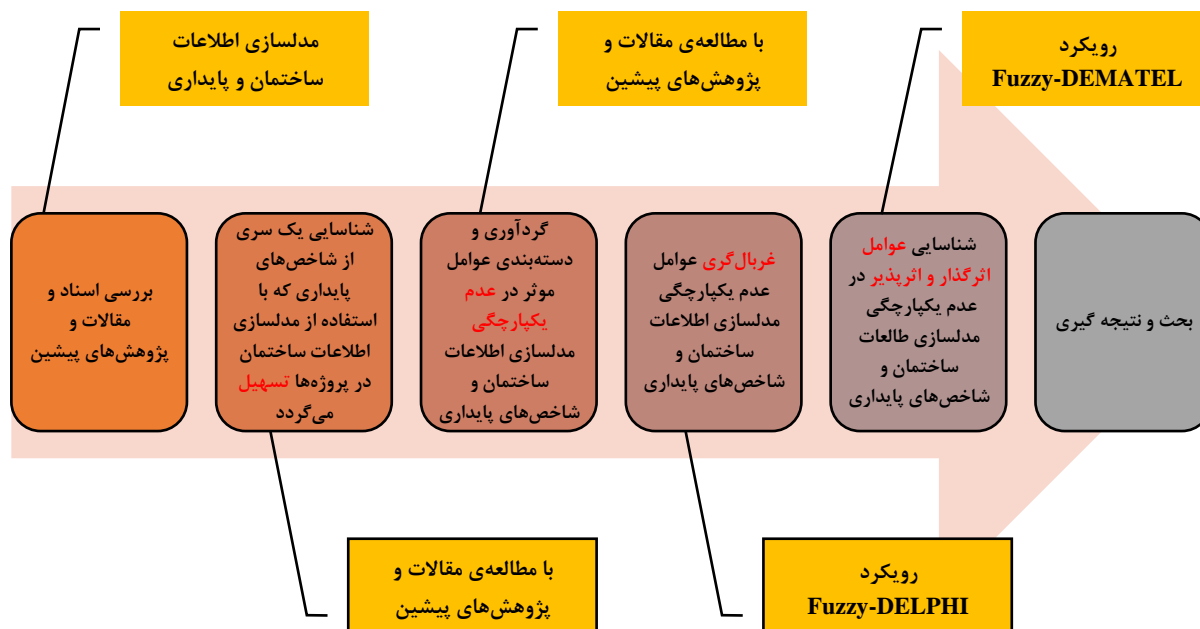 مدلسازی اطلاعات
ساختمان و پایداری
با مطالعه‌ی مقالات و
پژوهش‌های پیشین
رویکرد
Fuzzy-DEMATEL
بررسی اسناد و
مقالات و
پژوهش‌های پیشین
شناسایی یک سری
از شاخص‌های
پایداری که با
استفاده از مدلسازی
اطلاعات ساختمان
در پروژه‌ها تسهیل
می‌گردد
گردآوری و
دسته‌بندی عوامل
موثر در عدم
یکپارچگی
مدلسازی اطلاعات
ساختمان و
شاخص‌های پایداری
غربال‌گری عوامل
عدم یکپارچگی
مدلسازی اطلاعات
ساختمان و
شاخص‌های پایداری
شناسایی عوامل
اثرگذار و اثرپذیر در
عدم یکپارچگی
مدلسازی طالعات
ساختمان و
شاخص‌های پایداری
بحث و نتیجه گیری
با مطالعه‌ی مقالات و
پژوهش‌های پیشین
رویکرد
Fuzzy-DELPHI